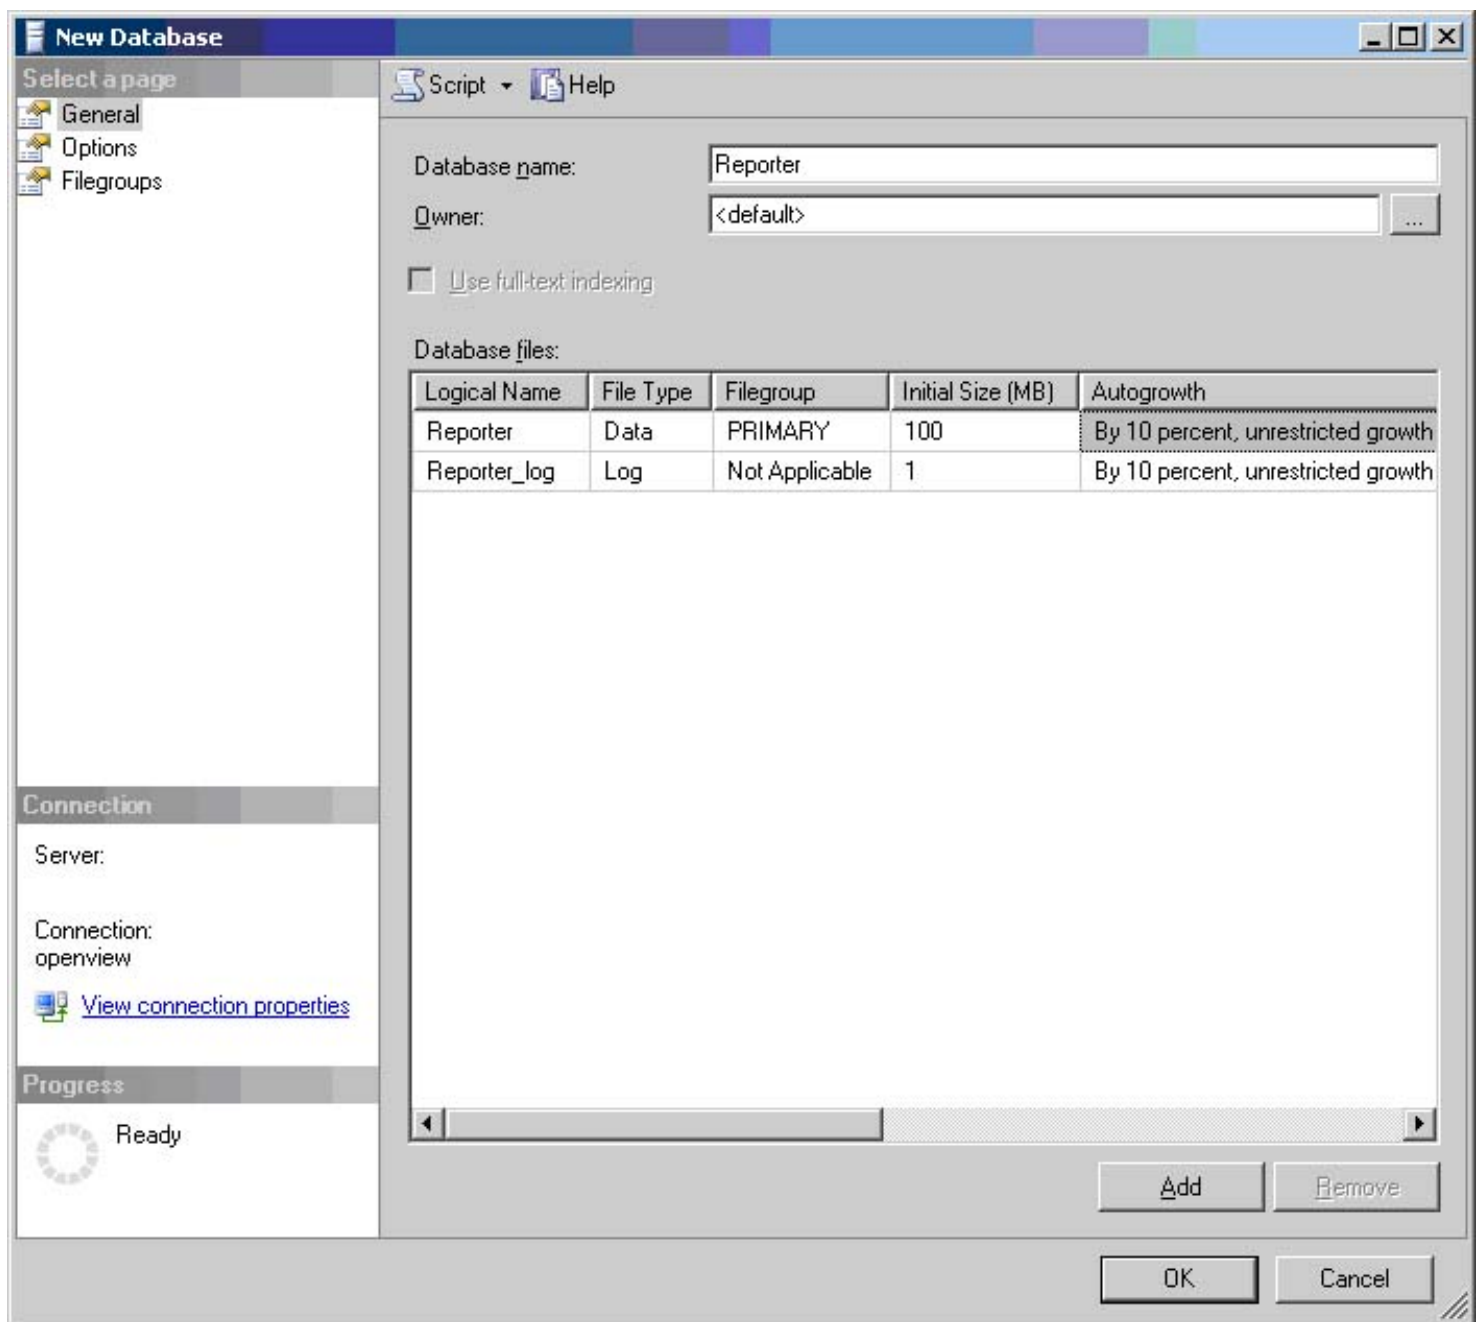 New Database
Select a page
General
Options
Filegroups
Script Help
Database name: Reporter
Owner: <default> ...
Use full-text indexing
Database files:
Logical Name File Type Filegroup Initial Size (MB) Autogrowth
Reporter Data PRIMARY 100 By 10 percent, unrestricted growth
Reporter_log Log Not Applicable 1 By 10 percent, unrestricted growth
Connection
Server:
Connection:
openview
View connection properties
Progress
Ready
Add Remove
OK Cancel